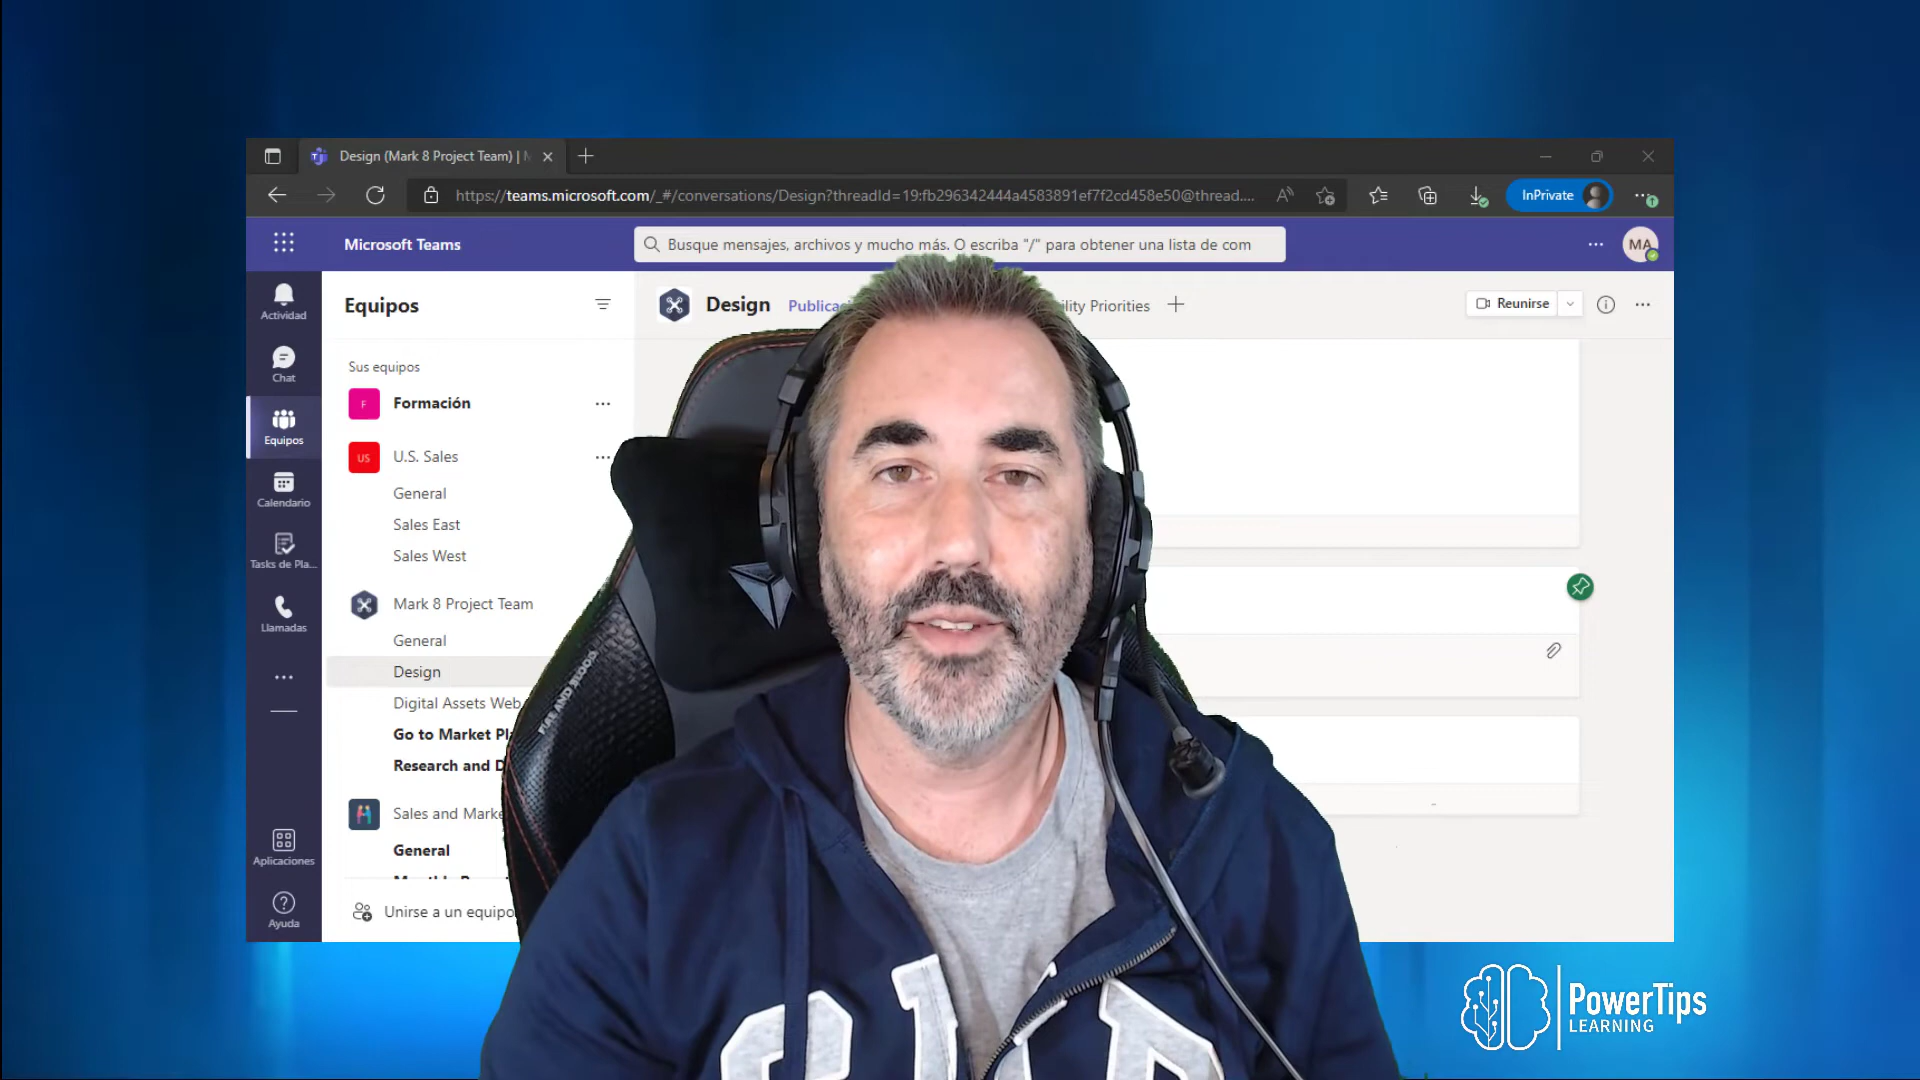 Design (Mark 8 Project Team) |
https://teams.microsoft.com/_#/conversations/Design?threadId=19:fb296342444a4583891ef7f2cd458e50@thread....
InPrivate
Microsoft Teams
Busque mensajes, archivos y mucho más. O escriba "/" para obtener una lista de com
MA
Actividad
Chat
Equipos
Calendario
Tasks de Pla...
Llamadas
Aplicaciones
Ayuda
Equipos
Sus equipos
F
Formación
US
U.S. Sales
General
Sales East
Sales West
Mark 8 Project Team
General
Design
Digital Assets Web
Go to Market Pl
Research and D
Sales and Marke
General
Unirse a un equipo
Design
Publicac
ility Priorities
Reunirse
PowerTips
LEARNING